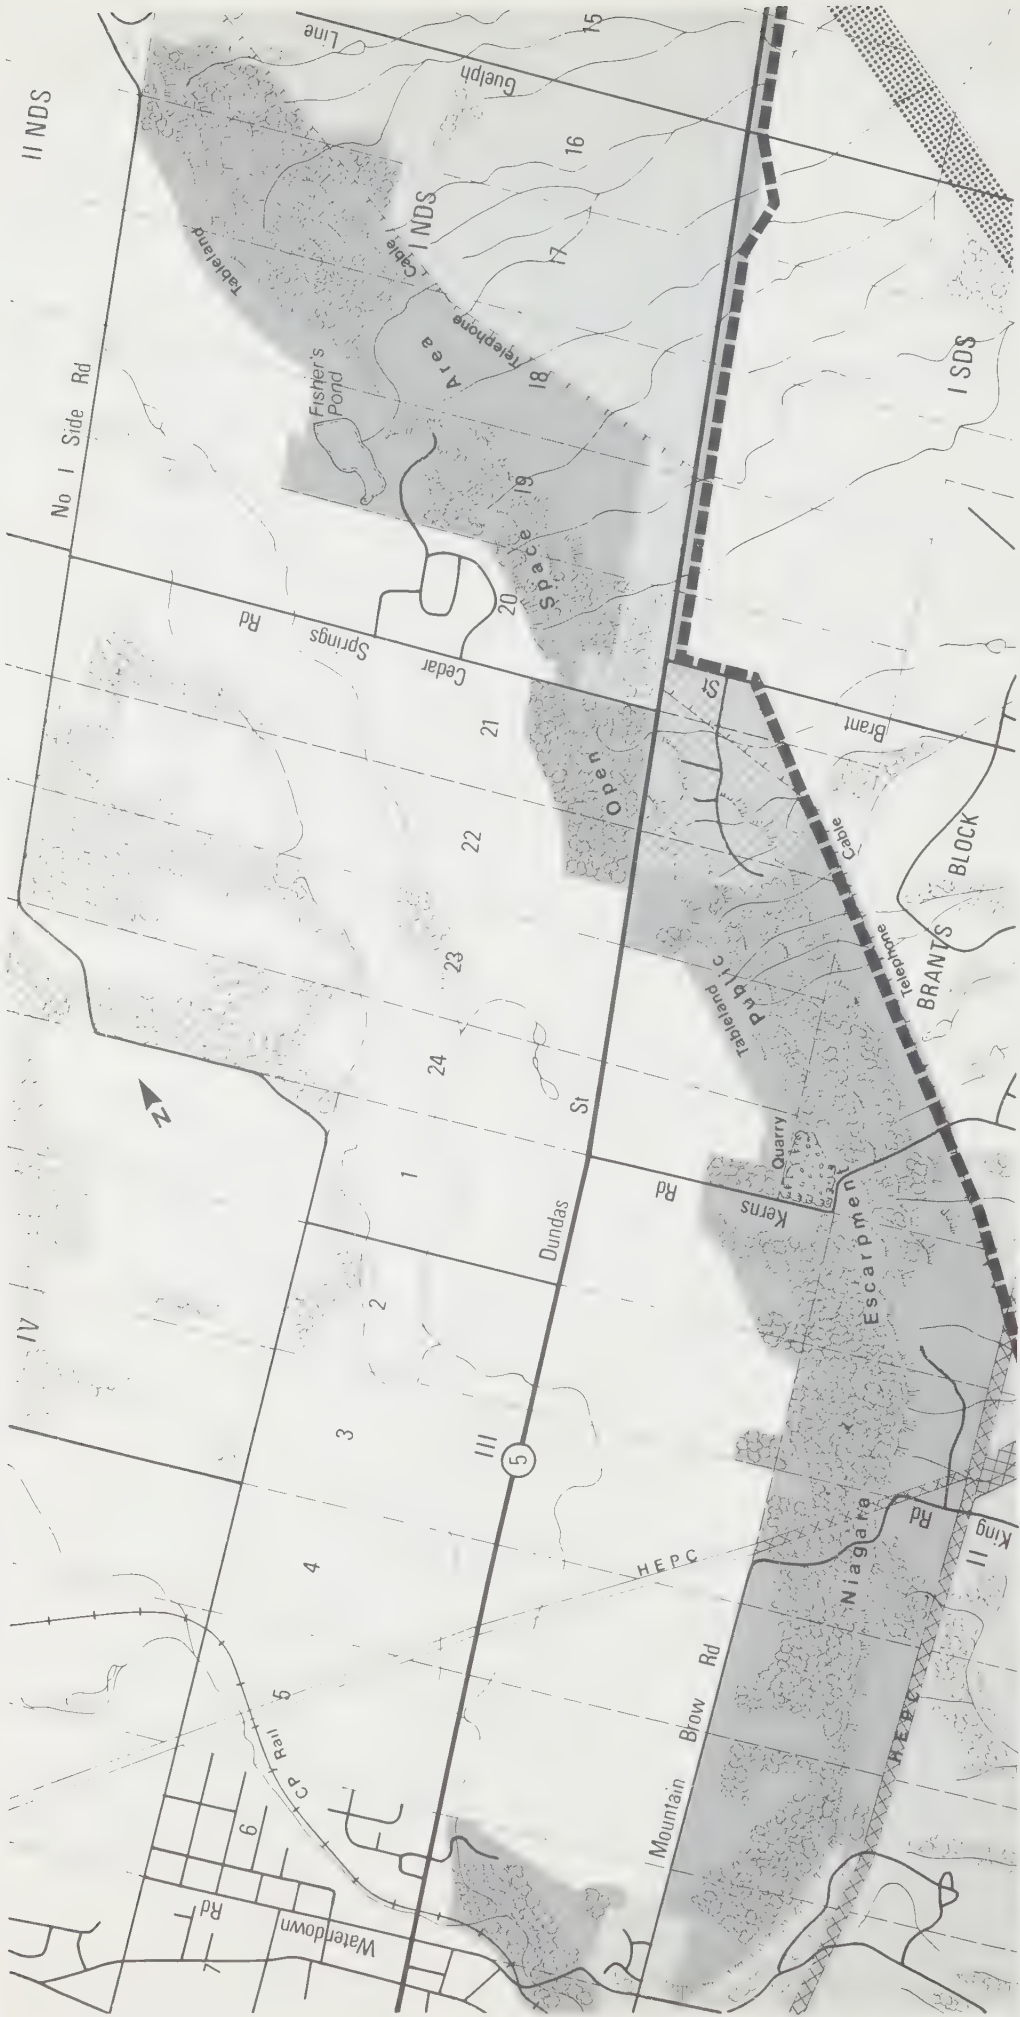 II NDS
Line
Guelph
15
16
17
18
19
20
21
22
23
24
1
2
3
4
5
6
I NDS
Tableland
Cable
Telephone
Area
Fisher's
Pond
No 1 Side Rd
Space
Cedar Springs Rd
Open
St
Brant
I SDS
Cable
Telephone
BRANTS BLOCK
Tableland
Public
N
IV
Dundas St
Kerns Rd
Quarry
Escarpment
Niagara
III
5
HEPC
King Rd
II
HEPC
Mountain Brow Rd
CP Rail
Waterdown Rd